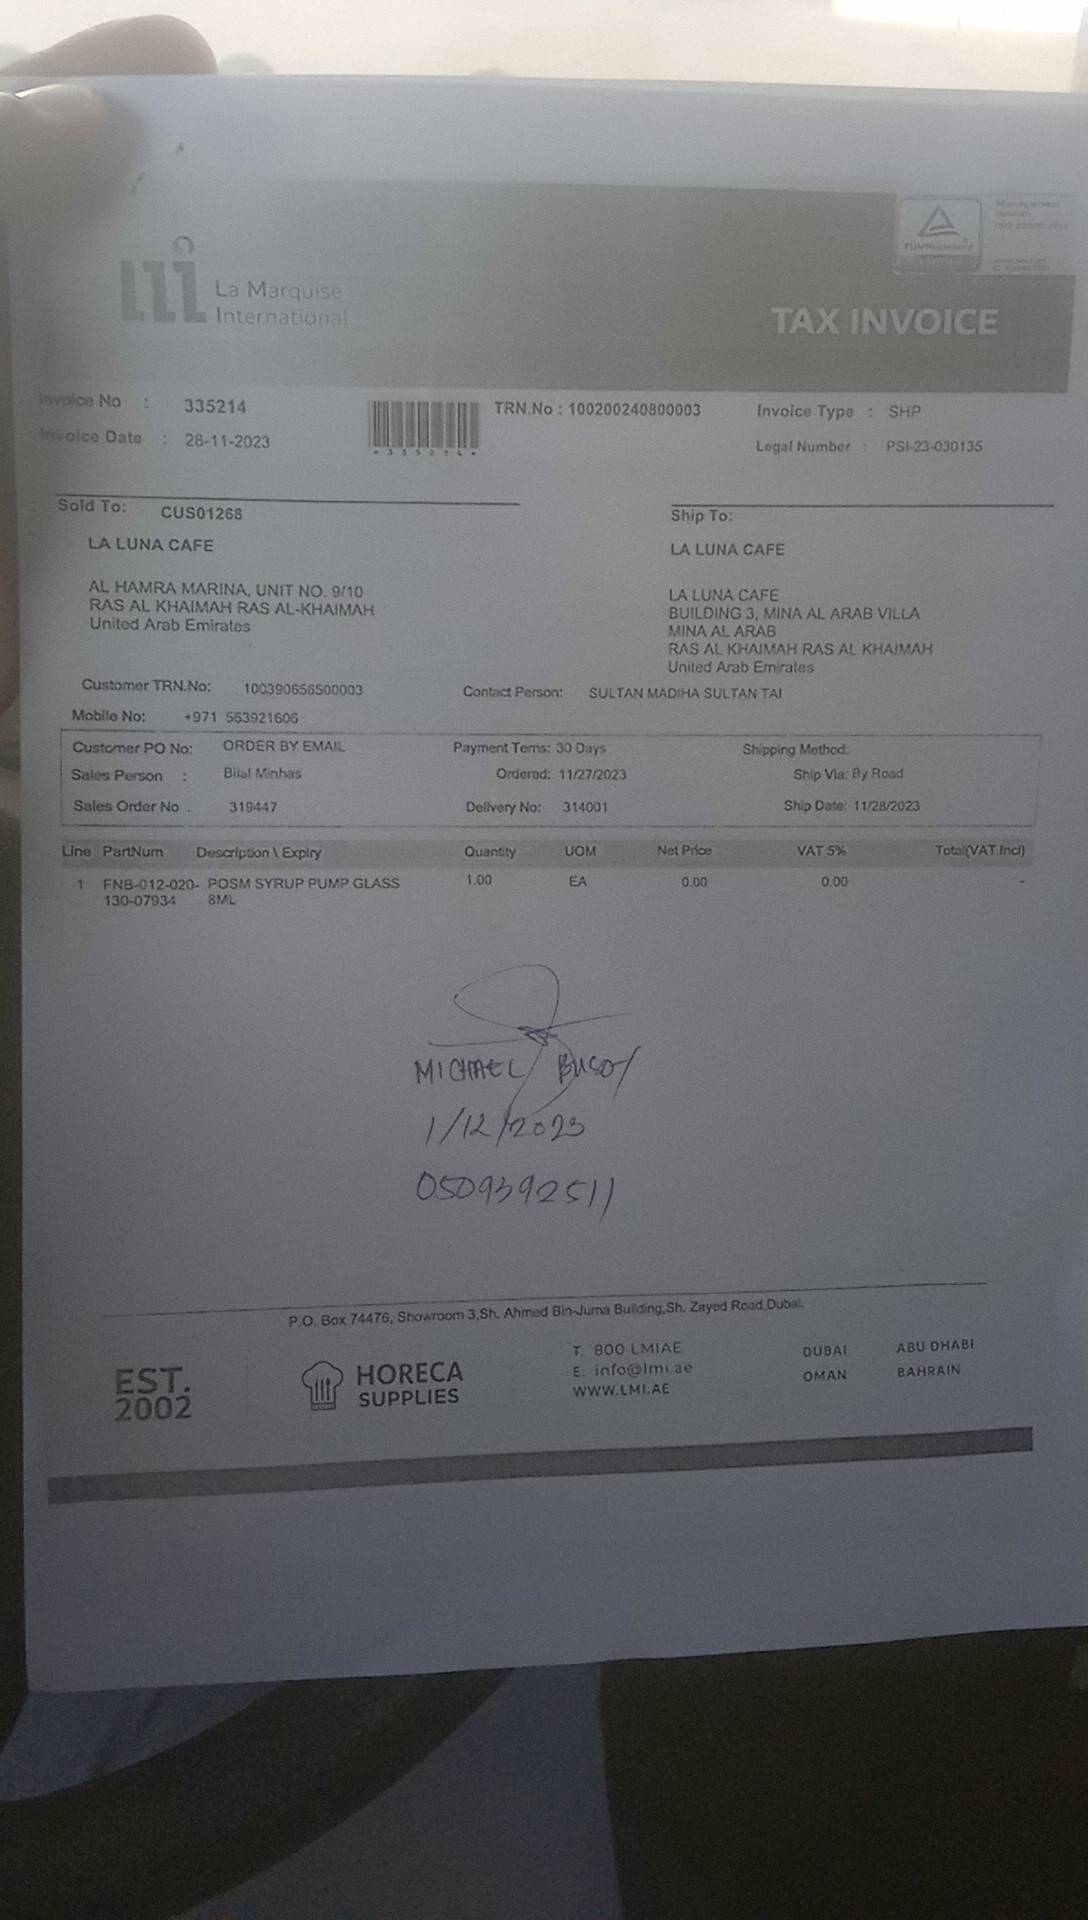 TÜVRheinland
Management
System
La Marquise
International
TAX INVOICE
Invoice No : 335214
TRN.No : 100200240800003
Invoice Type : SHP
Invoice Date : 28-11-2023
*335214*
Legal Number : PSI-23-030135
Sold To: CUS01268
Ship To:
LA LUNA CAFE
LA LUNA CAFE
AL HAMRA MARINA, UNIT NO. 9/10
RAS AL KHAIMAH RAS AL-KHAIMAH
United Arab Emirates
LA LUNA CAFE
BUILDING 3, MINA AL ARAB VILLA
MINA AL ARAB
RAS AL KHAIMAH RAS AL KHAIMAH
United Arab Emirates
Customer TRN.No: 100390656500003
Contact Person: SULTAN MADIHA SULTAN TAI
Mobile No: +971 563921606
Customer PO No: ORDER BY EMAIL Payment Tems: 30 Days Shipping Method:
Sales Person : Bilal Minhas Ordered: 11/27/2023 Ship Via: By Road
Sales Order No . 319447 Delivery No: 314001 Ship Date: 11/28/2023
Line PartNum Description \ Expiry Quantity UOM Net Price VAT 5% Total(VAT Incl)
1 FNB-012-020- POSM SYRUP PUMP GLASS 1.00 EA 0.00 0.00 -
130-07934 8ML
MICHAEL BUSOY
1/12/2023
0509392511
P.O. Box 74476, Showroom 3,Sh. Ahmed Bin-Juma Building,Sh. Zayed Road,Dubai.
EST.
2002
HORECA
SUPPLIES
T. 800 LMIAE
E. info@lmi.ae
WWW.LMI.AE
DUBAI ABU DHABI
OMAN BAHRAIN